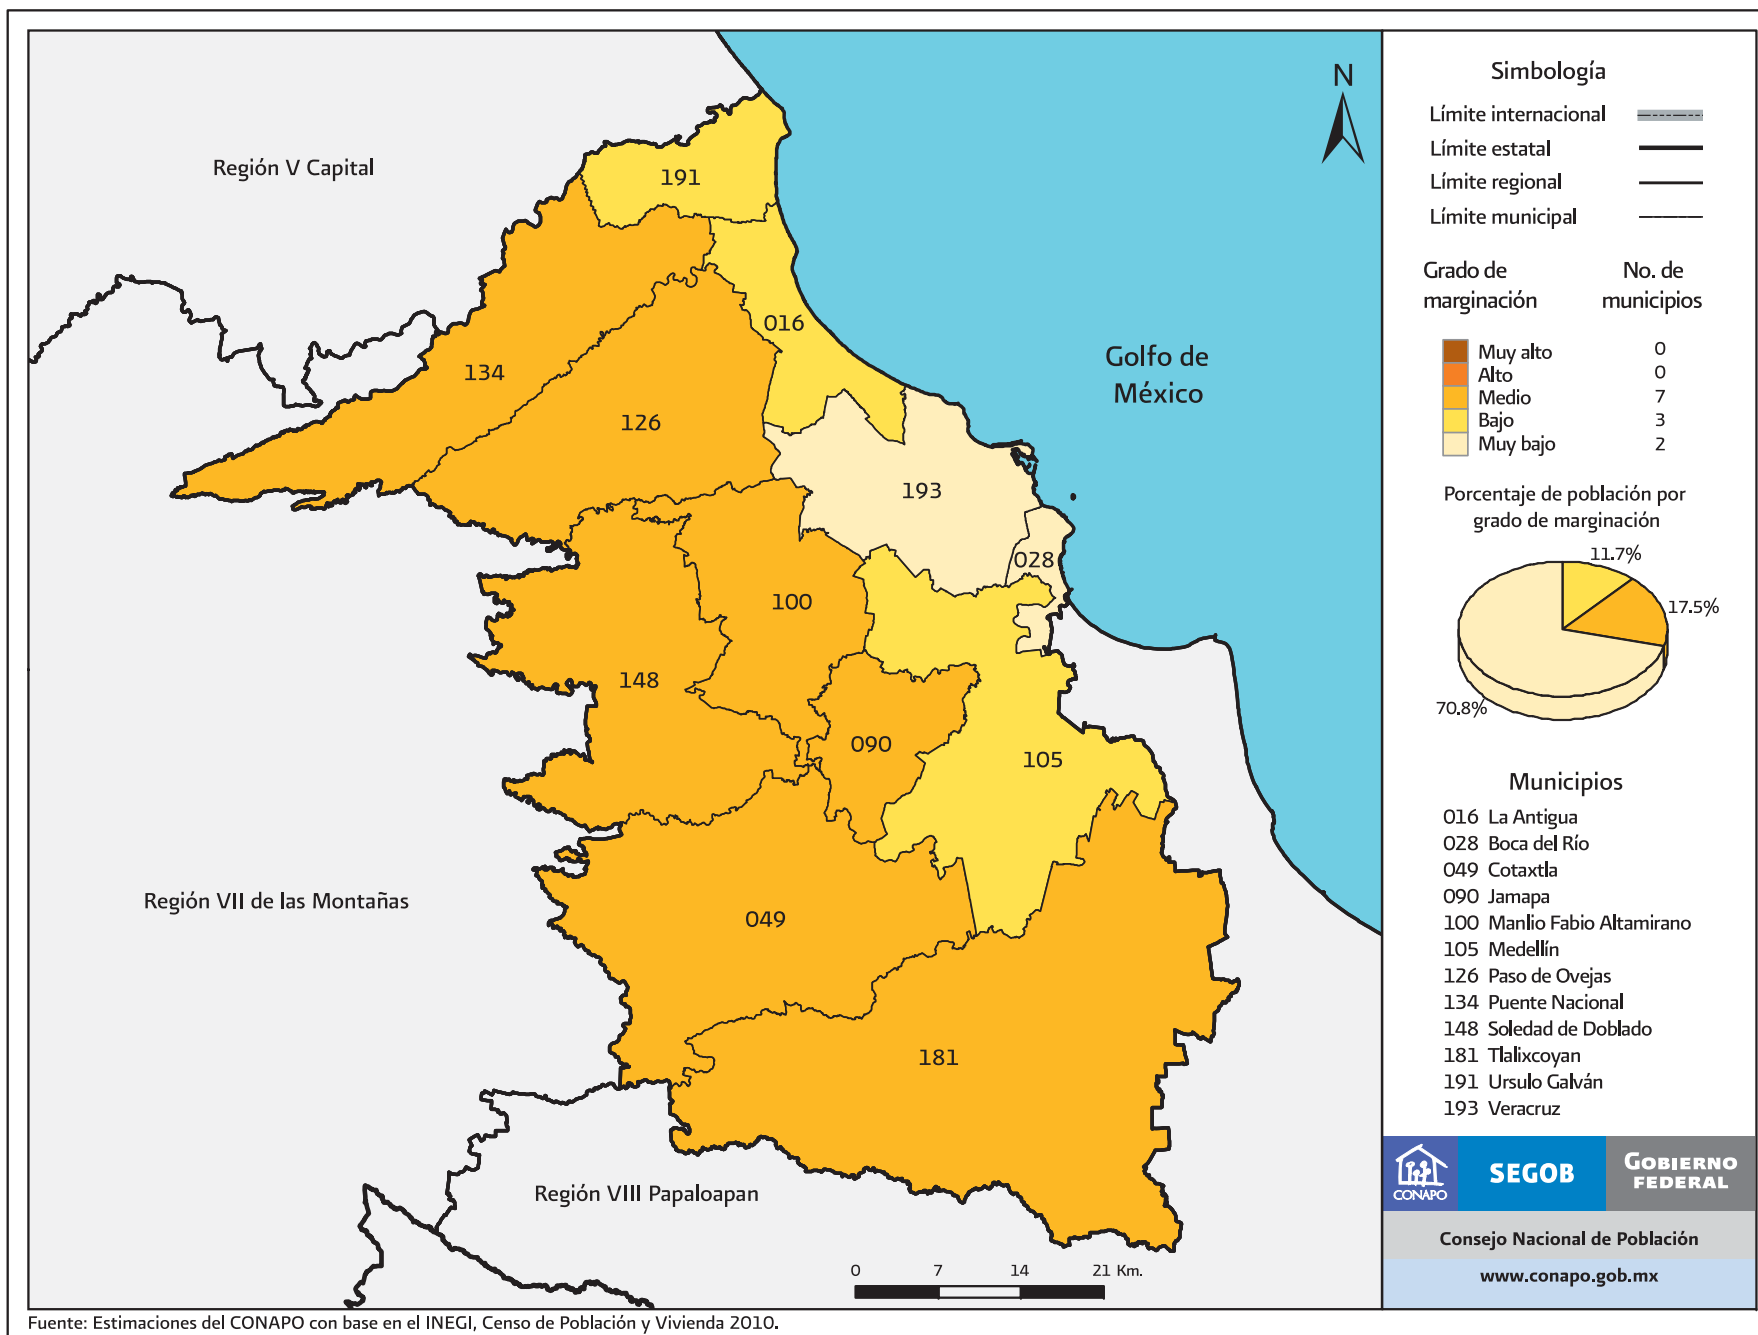 Región V Capital
191
016
134
126
193
028
100
148
090
105
049
181
Golfo de
México
N
Región VII de las Montañas
Región VIII Papaloapan
0 7 14 21 Km.
Simbología
Límite internacional
Límite estatal
Límite regional
Límite municipal
Grado de marginación
No. de municipios
Muy alto 0
Alto 0
Medio 7
Bajo 3
Muy bajo 2
Porcentaje de población por
grado de marginación
11.7%
17.5%
70.8%
Municipios
016 La Antigua
028 Boca del Río
049 Cotaxtla
090 Jamapa
100 Manlio Fabio Altamirano
105 Medellín
126 Paso de Ovejas
134 Puente Nacional
148 Soledad de Doblado
181 Tlalixcoyan
191 Ursulo Galván
193 Veracruz
CONAPO
SEGOB
GOBIERNO
FEDERAL
Consejo Nacional de Población
www.conapo.gob.mx
Fuente: Estimaciones del CONAPO con base en el INEGI, Censo de Población y Vivienda 2010.